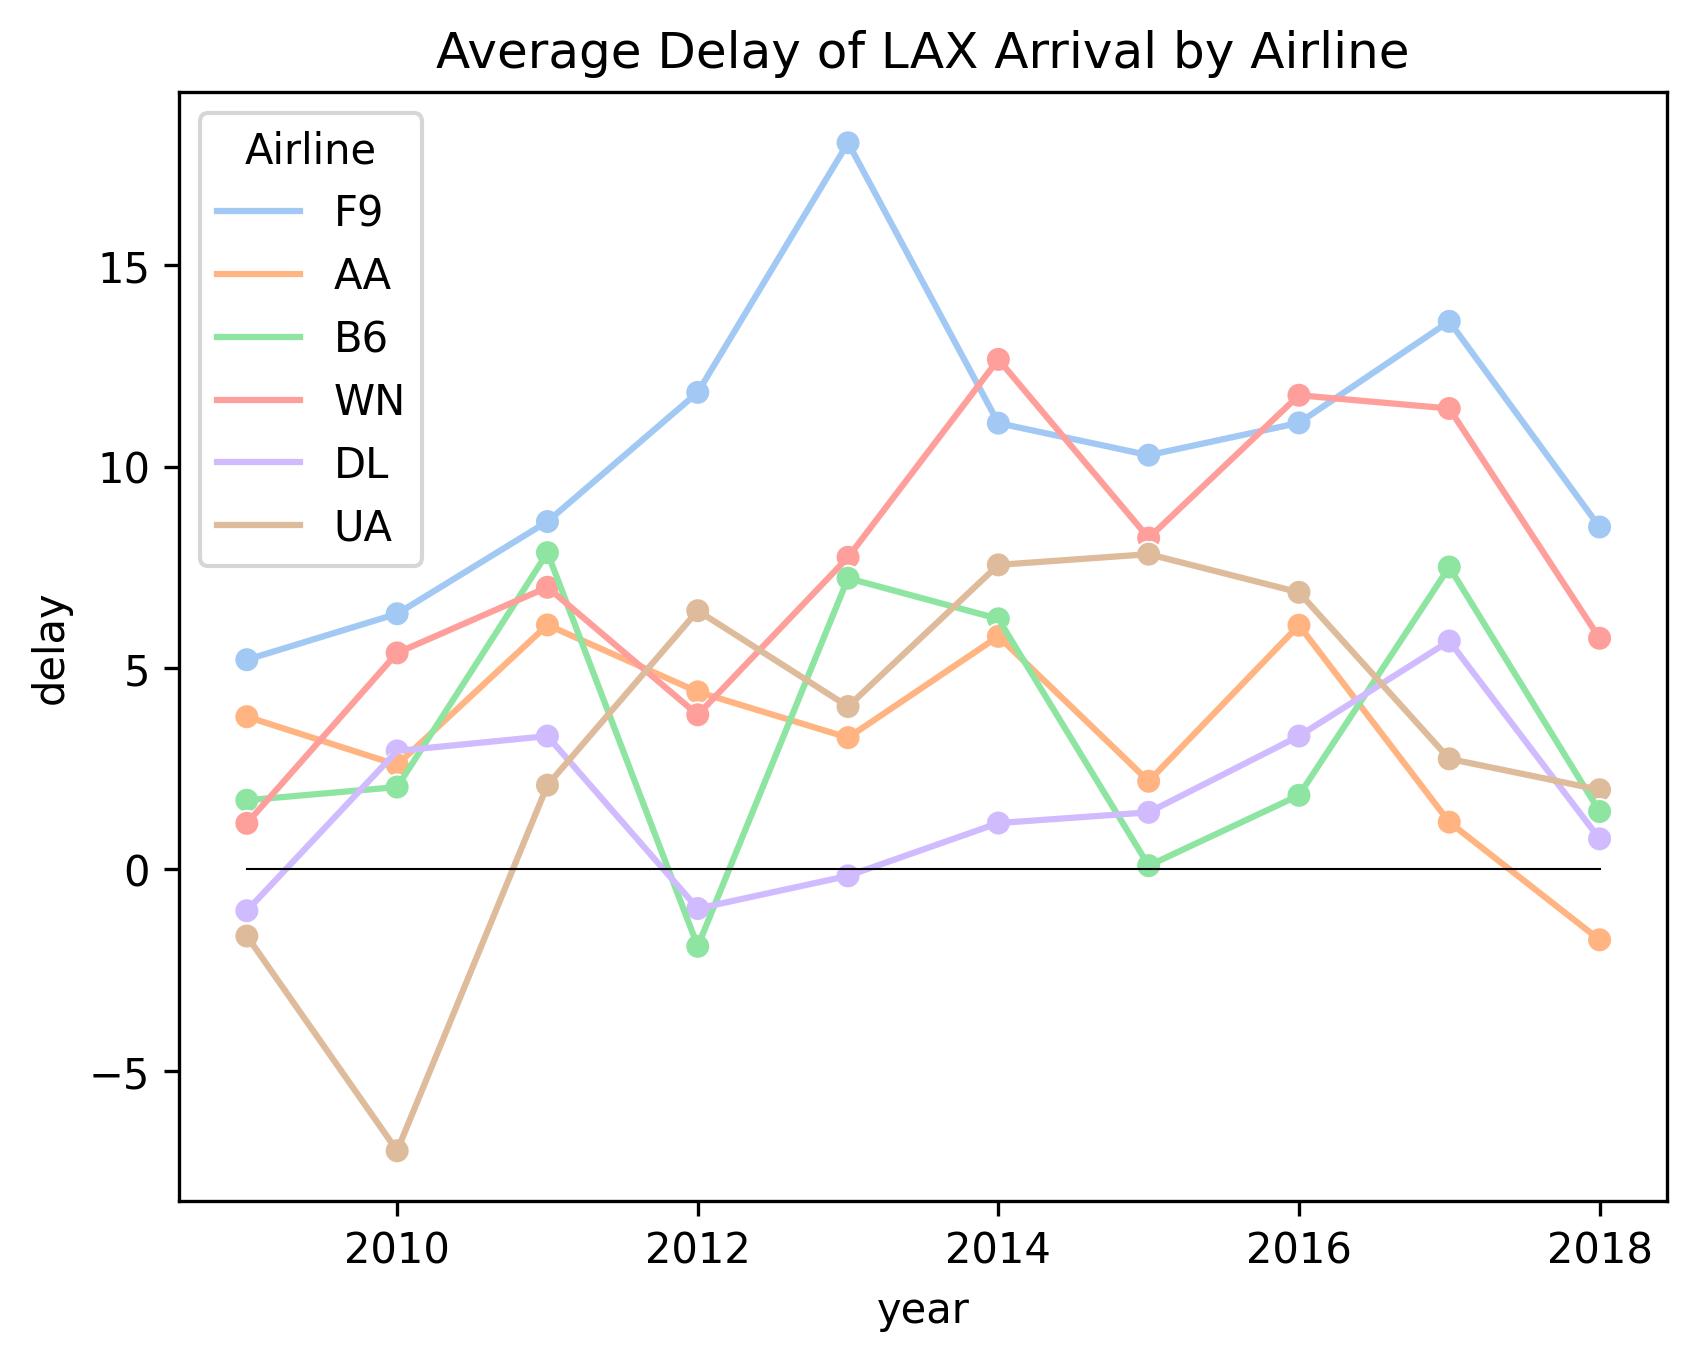 Average Delay of LAX Arrival by Airline
Airline
F9
AA
B6
WN
DL
UA
15
10
5
0
−5
delay
2010 2012 2014 2016 2018
year